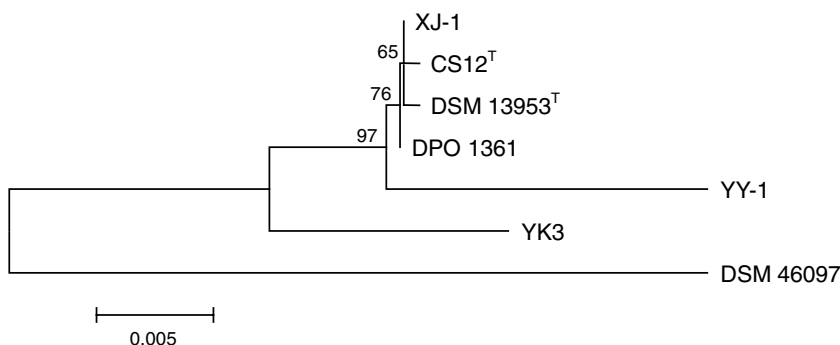 XJ-1
65
CS12ᵀ
76
DSM 13953ᵀ
97
DPO 1361
YY-1
YK3
DSM 46097
0.005